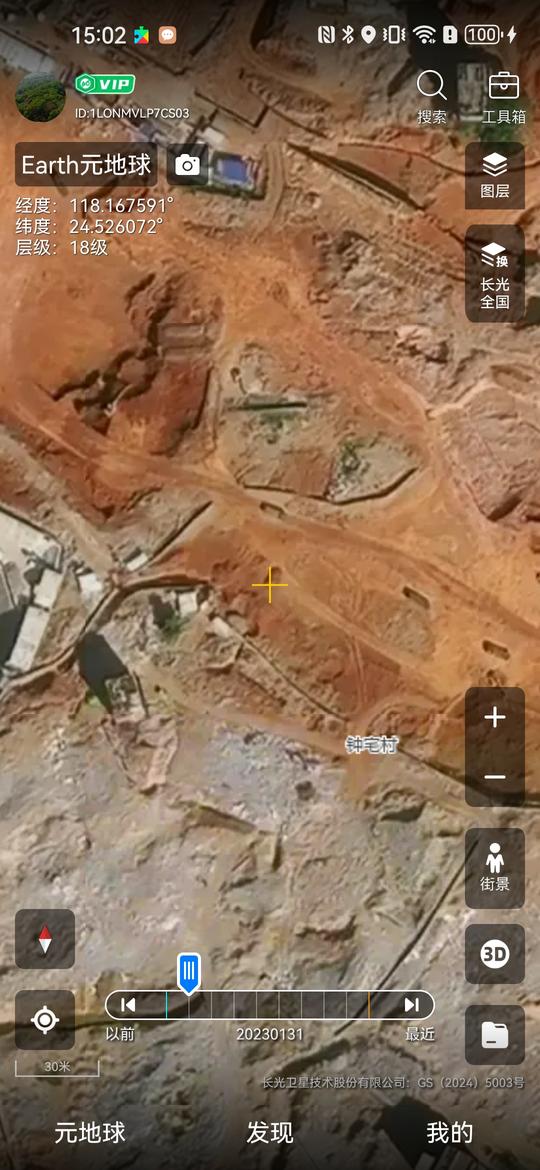 15:02
100
VIP
ID:1LONMVLP7CS03
搜索
工具箱
Earth元地球
图层
经度：118.167591°
纬度：24.526072°
层级：18级
换
长光
全国
钟宅村
街景
3D
以前
20230131
最近
30米
长光卫星技术股份有限公司：GS（2024）5003号
元地球
发现
我的